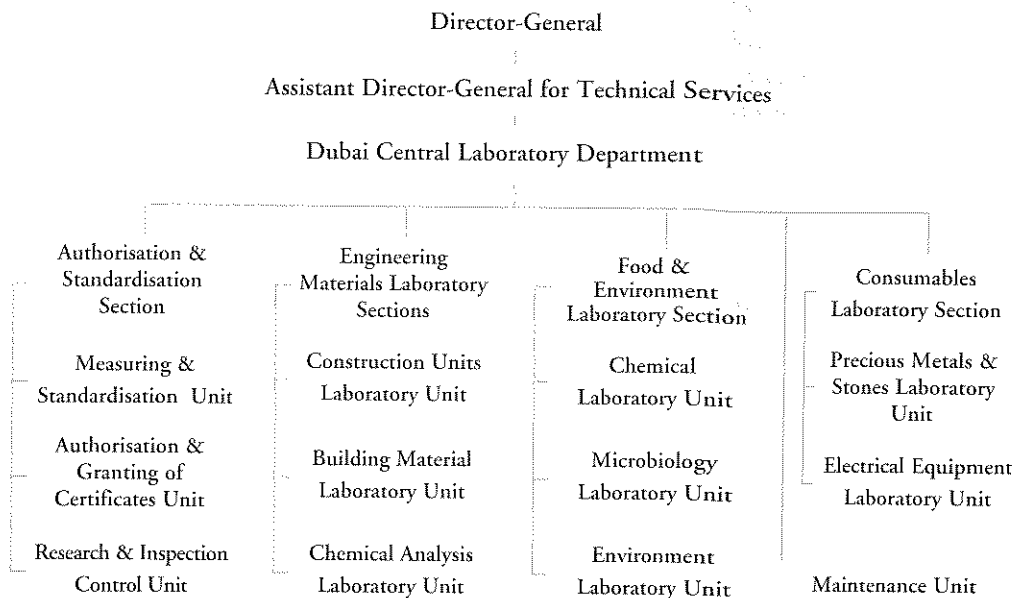 Director-General
Assistant Director-General for Technical Services
Dubai Central Laboratory Department
Authorisation &
Standardisation
Section
Measuring &
Standardisation Unit
Authorisation &
Granting of
Certificates Unit
Research & Inspection
Control Unit
Engineering
Materials Laboratory
Sections
Construction Units
Laboratory Unit
Building Material
Laboratory Unit
Chemical Analysis
Laboratory Unit
Food &
Environment
Laboratory Section
Chemical
Laboratory Unit
Microbiology
Laboratory Unit
Environment
Laboratory Unit
Consumables
Laboratory Section
Precious Metals &
Stones Laboratory
Unit
Electrical Equipment
Laboratory Unit
Maintenance Unit